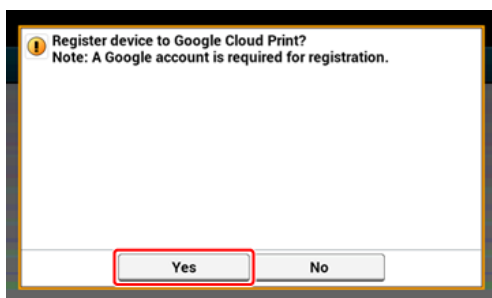 Register device to Google Cloud Print?
Note: A Google account is required for registration.
Yes
No